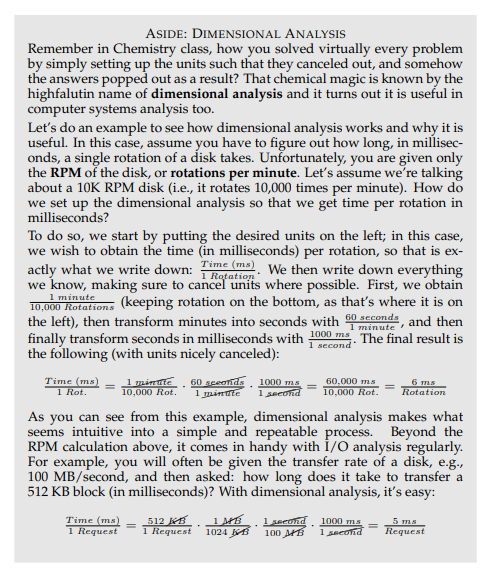 ASIDE: DIMENSIONAL ANALYSIS
Remember in Chemistry class, how you solved virtually every problem
by simply setting up the units such that they canceled out, and somehow
the answers popped out as a result? That chemical magic is known by the
highfalutin name of dimensional analysis and it turns out it is useful in
computer systems analysis too.
Let's do an example to see how dimensional analysis works and why it is
useful. In this case, assume you have to figure out how long, in millisec-
onds, a single rotation of a disk takes. Unfortunately, you are given only
the RPM of the disk, or rotations per minute. Let's assume we're talking
about a 10K RPM disk (i.e., it rotates 10,000 times per minute). How do
we set up the dimensional analysis so that we get time per rotation in
milliseconds?
To do so, we start by putting the desired units on the left; in this case,
we wish to obtain the time (in milliseconds) per rotation, so that is ex-
actly what we write down: Time (ms) / 1 Rotation. We then write down everything
we know, making sure to cancel units where possible. First, we obtain
1 minute / 10,000 Rotations (keeping rotation on the bottom, as that's where it is on
the left), then transform minutes into seconds with 60 seconds / 1 minute, and then
finally transform seconds in milliseconds with 1000 ms / 1 second. The final result is
the following (with units nicely canceled):
Time (ms) / 1 Rot. = 1 minute / 10,000 Rot. · 60 seconds / 1 minute · 1000 ms / 1 second = 60,000 ms / 10,000 Rot. = 6 ms / Rotation
As you can see from this example, dimensional analysis makes what
seems intuitive into a simple and repeatable process. Beyond the
RPM calculation above, it comes in handy with I/O analysis regularly.
For example, you will often be given the transfer rate of a disk, e.g.,
100 MB/second, and then asked: how long does it take to transfer a
512 KB block (in milliseconds)? With dimensional analysis, it's easy:
Time (ms) / 1 Request = 512 KB / 1 Request · 1 MB / 1024 KB · 1 second / 100 MB · 1000 ms / 1 second = 5 ms / Request